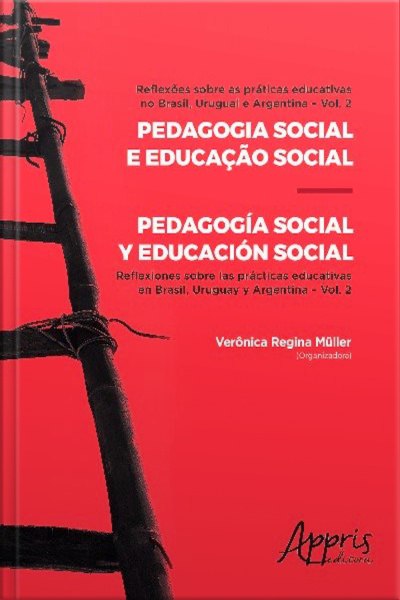 Reflexões sobre as práticas educativas
no Brasil, Uruguai e Argentina – Vol. 2
PEDAGOGIA SOCIAL
E EDUCAÇÃO SOCIAL
PEDAGOGÍA SOCIAL
Y EDUCACIÓN SOCIAL
Reflexiones sobre las prácticas educativas
en Brasil, Uruguay y Argentina – Vol. 2
Verônica Regina Müller
(Organizadora)
Appris
editora